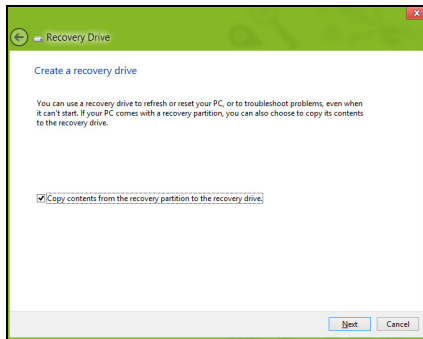 Recovery Drive
Create a recovery drive
You can use a recovery drive to refresh or reset your PC, or to troubleshoot problems, even when
it can't start. If your PC comes with a recovery partition, you can also choose to copy its contents
to the recovery drive.
Copy contents from the recovery partition to the recovery drive.
Next Cancel